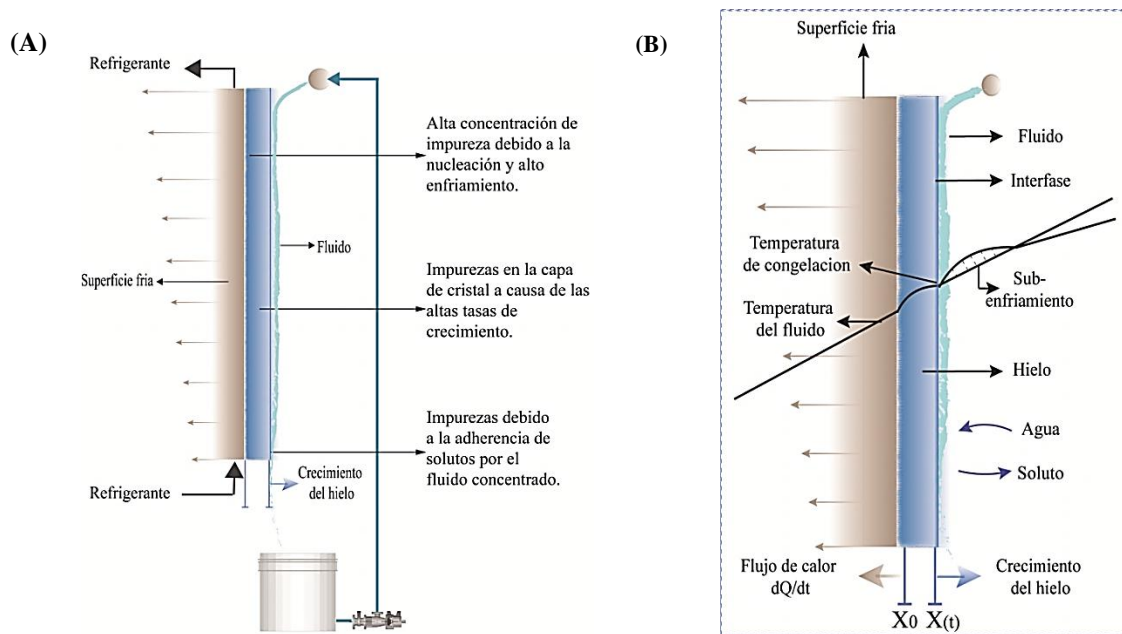 (A)
Refrigerante
Alta concentración de
impureza debido a la
nucleación y alto
enfriamiento.
Fluido
Superficie fria
Impurezas en la capa
de cristal a causa de las
altas tasas de
crecimiento.
Impurezas debido
a la adherencia de
solutos por el
fluido concentrado.
Crecimiento
del hielo
Refrigerante
(B)
Superficie fria
Fluido
Interfase
Temperatura
de congelacion
Sub-
enfriamiento
Temperatura
del fluido
Hielo
Agua
Soluto
Flujo de calor
dQ/dt
Crecimiento
del hielo
X0
X(t)